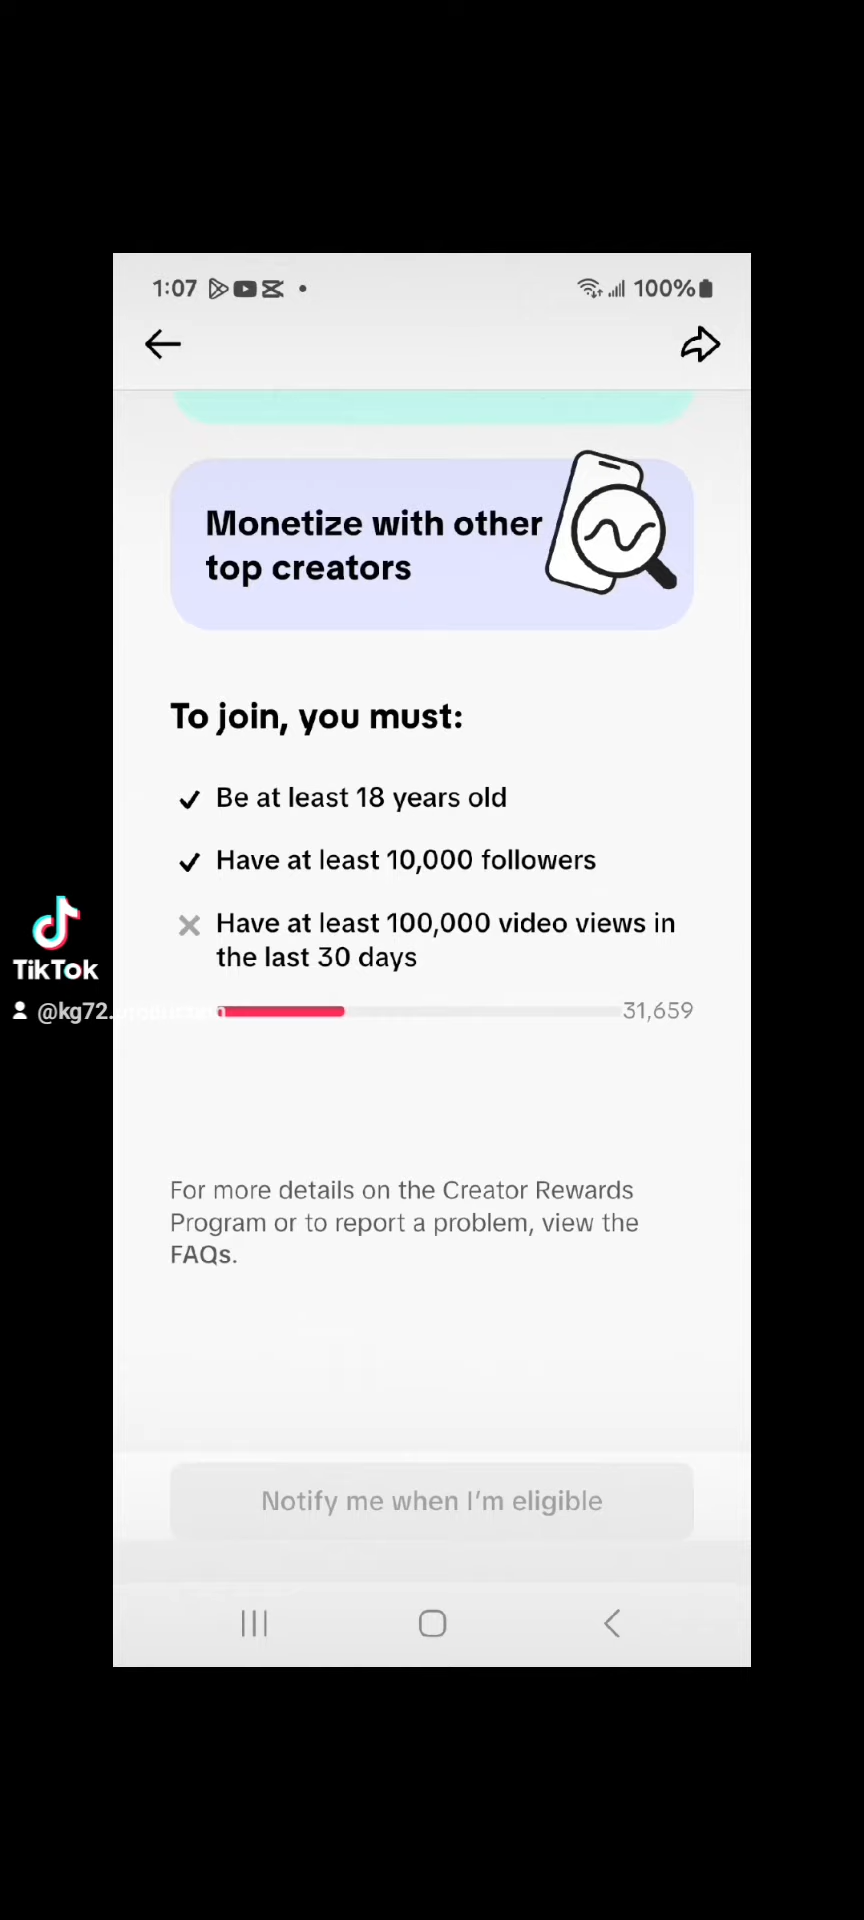 1:07
100%
Monetize with other
top creators
To join, you must:
Be at least 18 years old
Have at least 10,000 followers
Have at least 100,000 video views in
the last 30 days
31,659
TikTok
@kg72.
For more details on the Creator Rewards
Program or to report a problem, view the
FAQs.
Notify me when I'm eligible